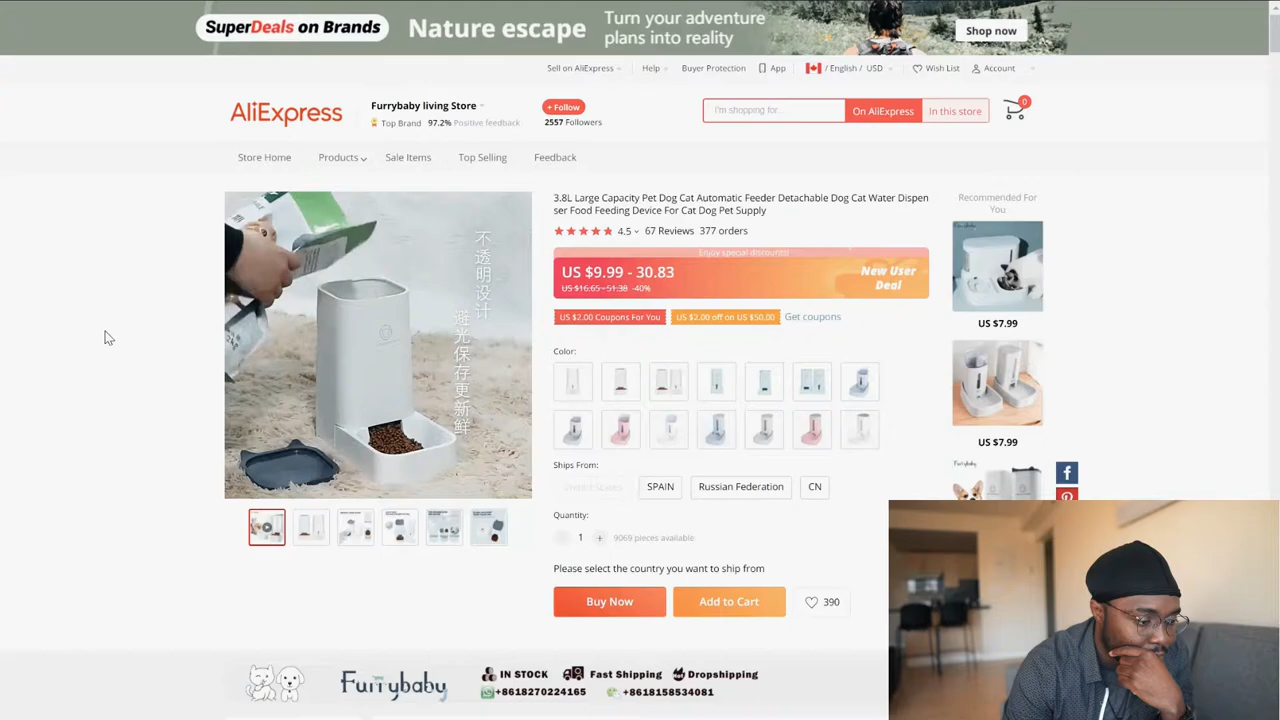 SuperDeals on Brands
Nature escape
Turn your adventure
plans into reality
Shop now
Sell on AliExpress
Help
Buyer Protection
App
/ English / USD
Wish List
Account
AliExpress
Furrybaby living Store
Top Brand 97.2% Positive feedback
+ Follow
2557 Followers
I'm shopping for...
On AliExpress
In this store
0
Store Home
Products
Sale Items
Top Selling
Feedback
不透明设计
避光保存更新鲜
3.8L Large Capacity Pet Dog Cat Automatic Feeder Detachable Dog Cat Water Dispen
ser Food Feeding Device For Cat Dog Pet Supply
4.5
67 Reviews
377 orders
Enjoy special discounts!
US $9.99 - 30.83
US $16.65 - 51.38 -40%
New User
Deal
US $2.00 Coupons For You
US $2.00 off on US $50.00
Get coupons
Color:
Ships From:
United States
SPAIN
Russian Federation
CN
Quantity:
1
+
9069 pieces available
Please select the country you want to ship from
Buy Now
Add to Cart
390
Recommended For
You
Furrybaby
US $7.99
US $7.99
Furrybaby
Furrybaby
IN STOCK
Fast Shipping
Dropshipping
+8618270224165
+8618158534081